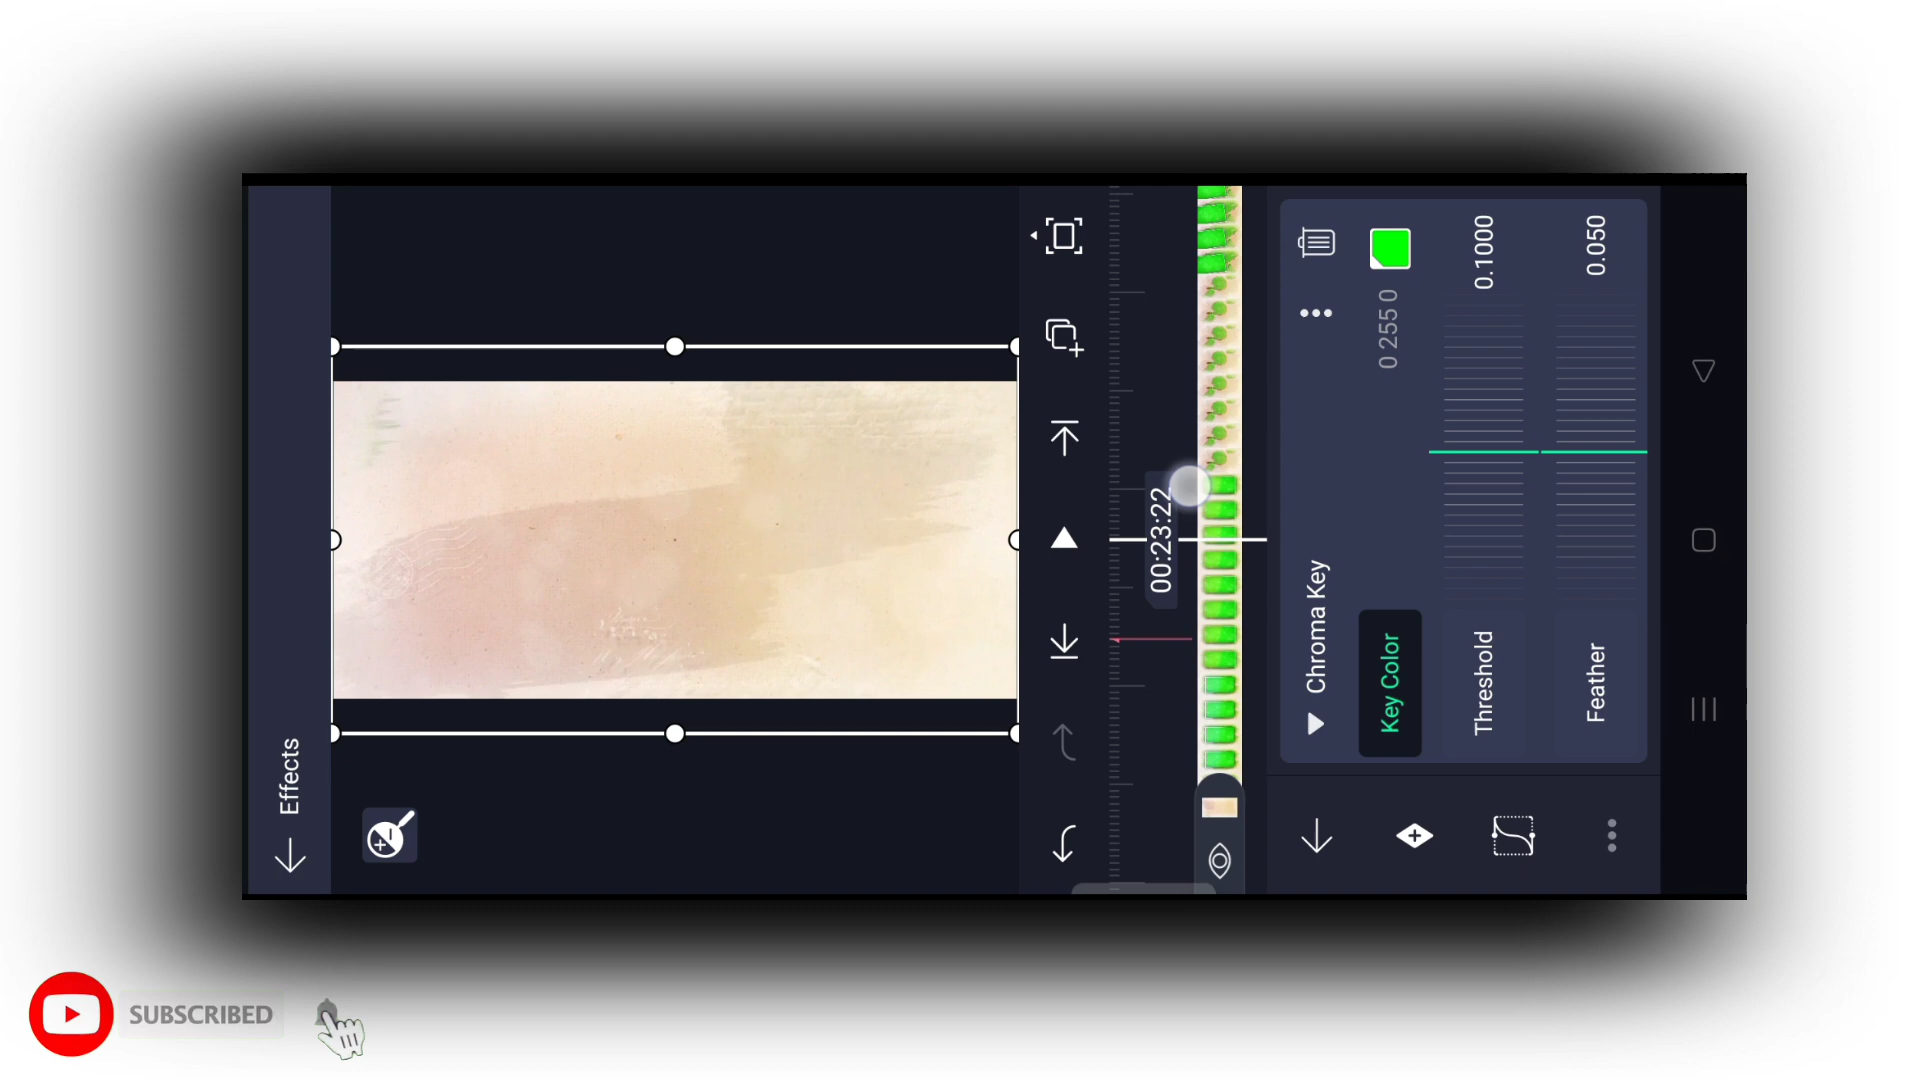 Effects
00:23:22
Chroma Key
Key Color
0 255 0
Threshold
0.1000
Feather
0.050
SUBSCRIBED